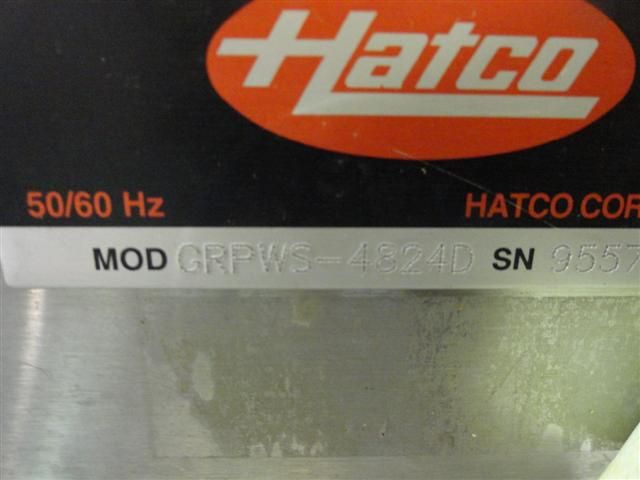 Hatco
50/60 Hz HATCO COR
MOD GRPWS-4824D SN 9557